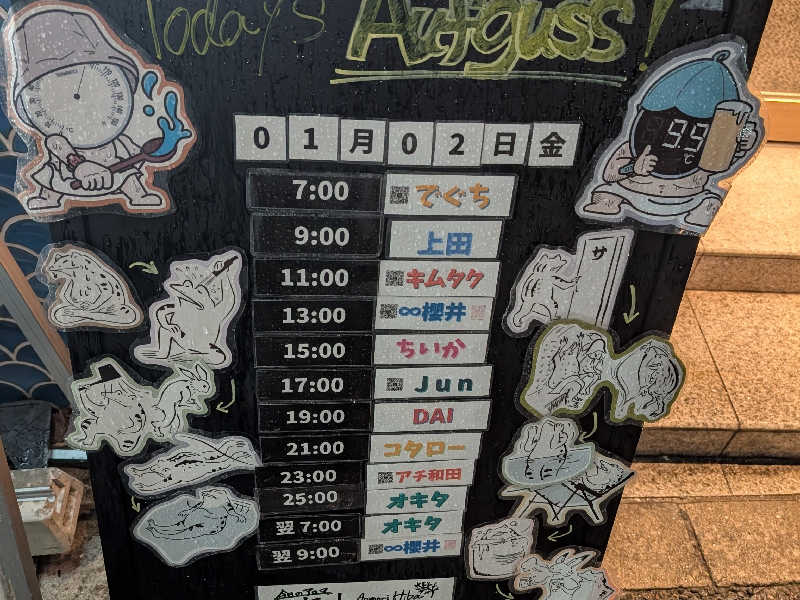 Today's Aufguss!
01月02日金
7:00 でぐち
9:00 上田
11:00 キムタク
13:00 ∞櫻井
15:00 ちいか
17:00 Jun
19:00 DAI
21:00 コタロー
23:00 アチ和田
25:00 オキタ
翌7:00 オキタ
翌9:00 ∞櫻井
99℃
サ